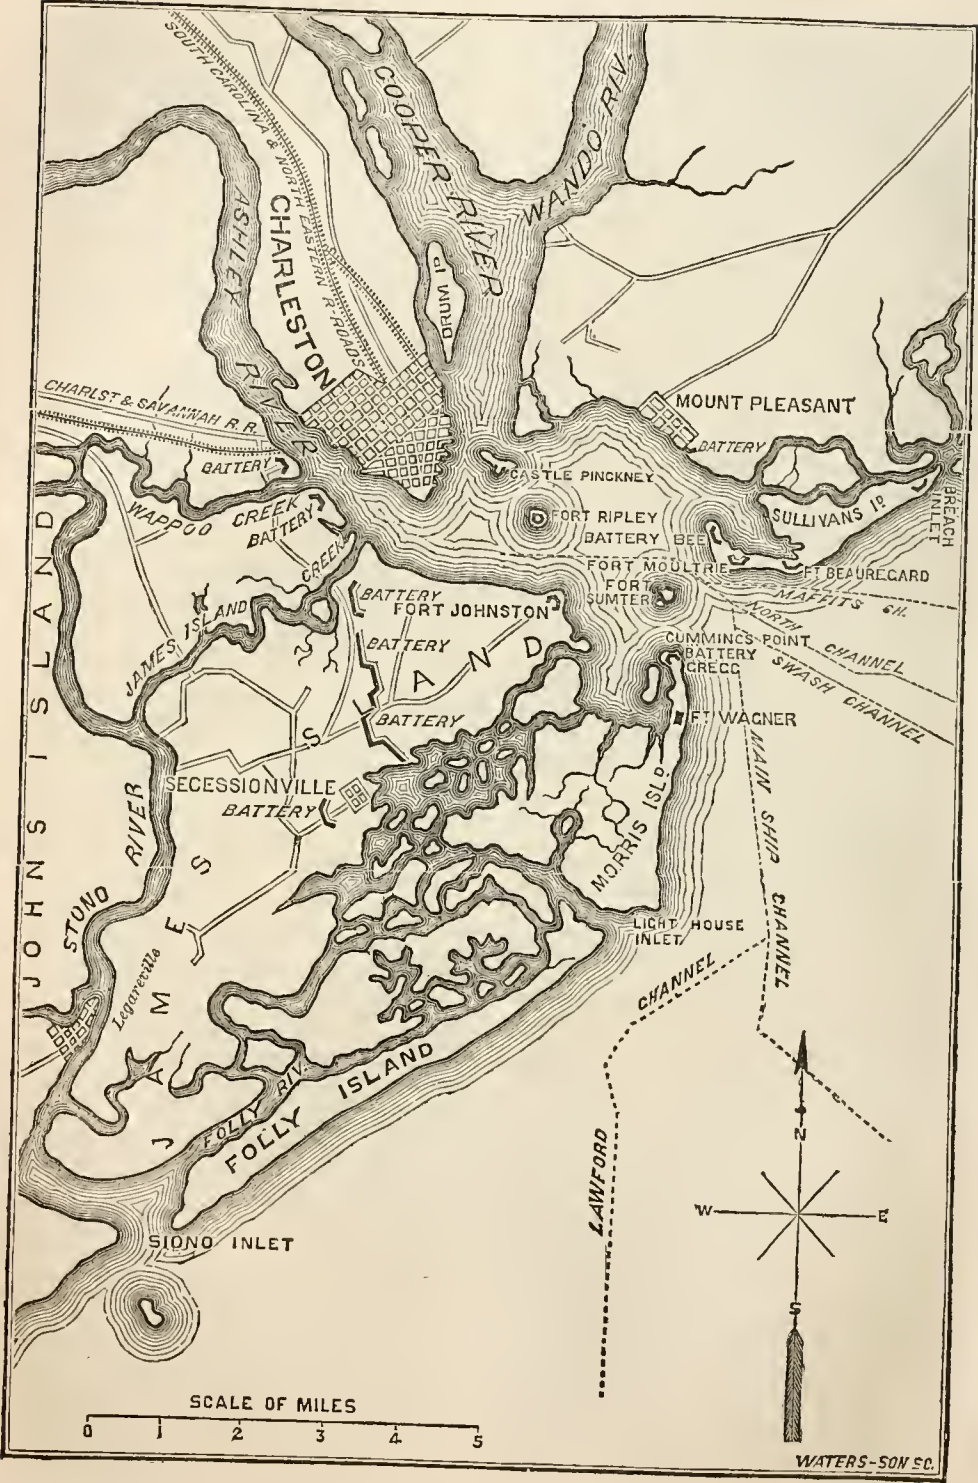 SOUTH CAROLINA & NORTH EASTERN R-ROADS
COOPER RIVER
WANDO RIV.
ASHLEY RIVER
CHARLESTON
DRUM ID
CHARLST & SAVANNAH R.R.
MOUNT PLEASANT
BATTERY
BATTERY
CASTLE PINCKNEY
WAPPOO CREEK
BATTERY
FORT RIPLEY
SULLIVANS ID
BREACH INLET
BATTERY BEE
FORT MOULTRIE
FT BEAUREGARD
JAMES ISLAND CREEK
BATTERY
FORT JOHNSTON
FORT
SUMTER
MAFFITS CH.
NORTH CHANNEL
SWASH CHANNEL
CUMMINGS POINT
BATTERY
GREGG
BATTERY
FT WAGNER
BATTERY
JOHNS ISLAND
JAMES ISLAND
SECESSIONVILLE
BATTERY
STONO RIVER
MORRIS ISLD
MAIN SHIP CHANNEL
LIGHT HOUSE
INLET
Legareville
LAWFORD CHANNEL
FOLLY RIV.
FOLLY ISLAND
N
W
E
S
SIONO INLET
SCALE OF MILES
0 1 2 3 4 5
WATERS-SON SC.